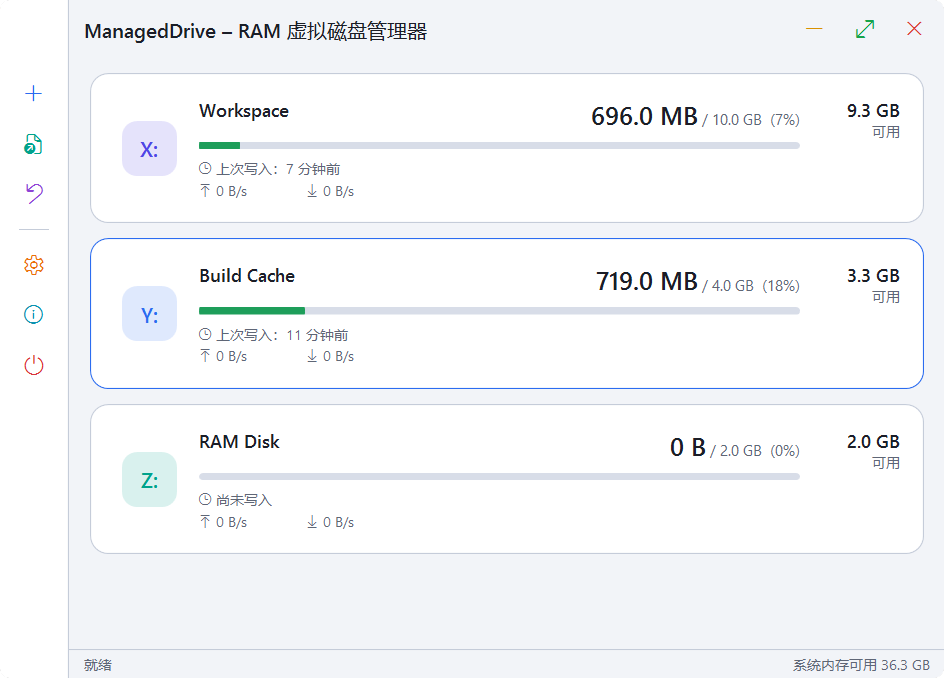 ManagedDrive – RAM 虚拟磁盘管理器
X:
Workspace
696.0 MB / 10.0 GB (7%)
9.3 GB
可用
上次写入：7 分钟前
0 B/s 0 B/s
Y:
Build Cache
719.0 MB / 4.0 GB (18%)
3.3 GB
可用
上次写入：11 分钟前
0 B/s 0 B/s
Z:
RAM Disk
0 B / 2.0 GB (0%)
2.0 GB
可用
尚未写入
0 B/s 0 B/s
就绪
系统内存可用 36.3 GB